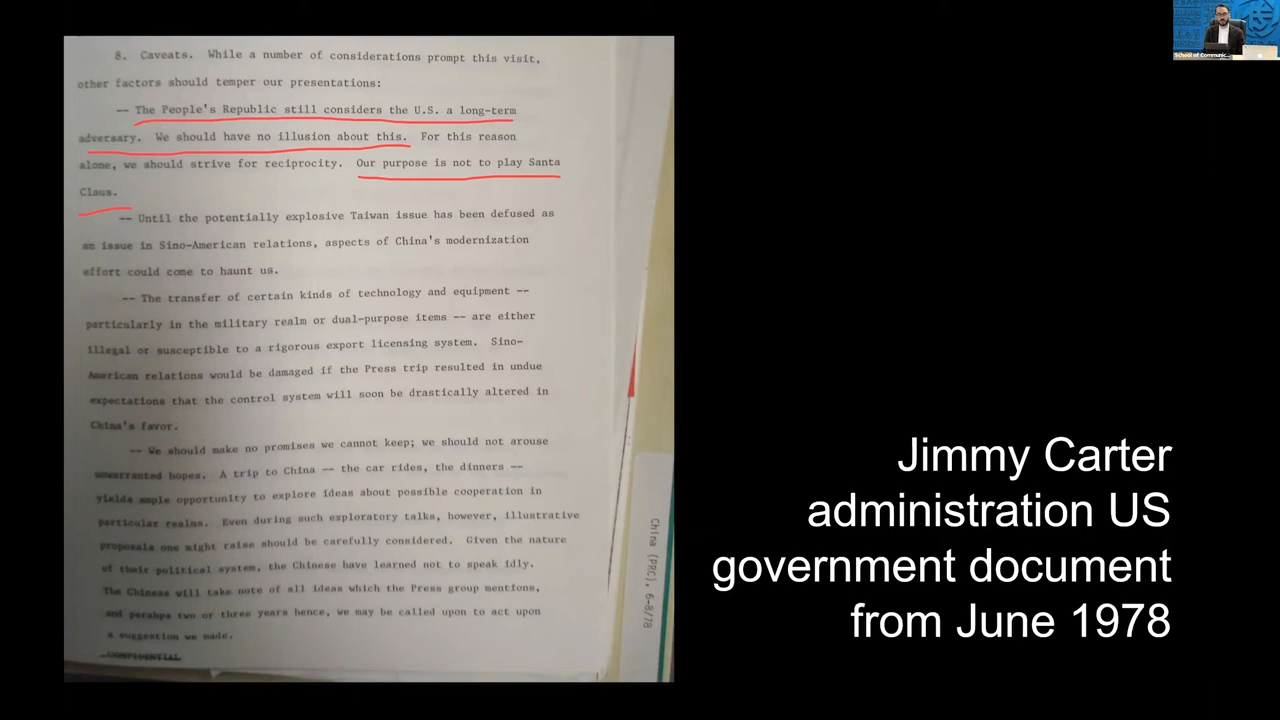 8. Caveats. While a number of considerations prompt this visit,
other factors should temper our presentations:
-- The People's Republic still considers the U.S. a long-term
adversary. We should have no illusion about this. For this reason
alone, we should strive for reciprocity. Our purpose is not to play Santa
Claus.
-- Until the potentially explosive Taiwan issue has been defused as
an issue in Sino-American relations, aspects of China's modernization
effort could come to haunt us.
-- The transfer of certain kinds of technology and equipment --
particularly in the military realm or dual-purpose items -- are either
illegal or susceptible to a rigorous export licensing system. Sino-
American relations would be damaged if the Press trip resulted in undue
expectations that the control system will soon be drastically altered in
China's favor.
-- We should make no promises we cannot keep; we should not arouse
unwarranted hopes. A trip to China -- the car rides, the dinners --
yields ample opportunity to explore ideas about possible cooperation in
particular realms. Even during such exploratory talks, however, illustrative
proposals one might raise should be carefully considered. Given the nature
of their political system, the Chinese have learned not to speak idly.
The Chinese will take note of all ideas which the Press group mentions,
and perahps two or three years hence, we may be called upon to act upon
a suggestion we made.
CONFIDENTIAL
China (PRC), 6-8/78
Jimmy Carter
administration US
government document
from June 1978
School of Communic...